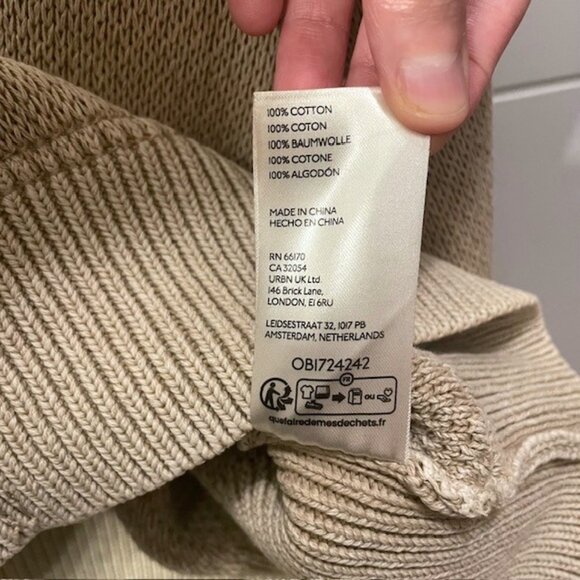 100% COTTON
100% COTON
100% BAUMWOLLE
100% COTONE
100% ALGODÓN
MADE IN CHINA
HECHO EN CHINA
RN 66170
CA 32054
URBN UK Ltd.
146 Brick Lane,
LONDON, E1 6RU
LEIDSESTRAAT 32, 1017 PB
AMSTERDAM, NETHERLANDS
OB1724242
FR
ou
quefairedemesdechets.fr